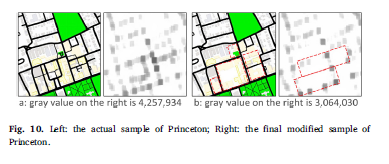 a: gray value on the right is 4,257,934
b: gray value on the right is 3,064,030
Fig. 10. Left: the actual sample of Princeton; Right: the final modified sample of
Princeton.